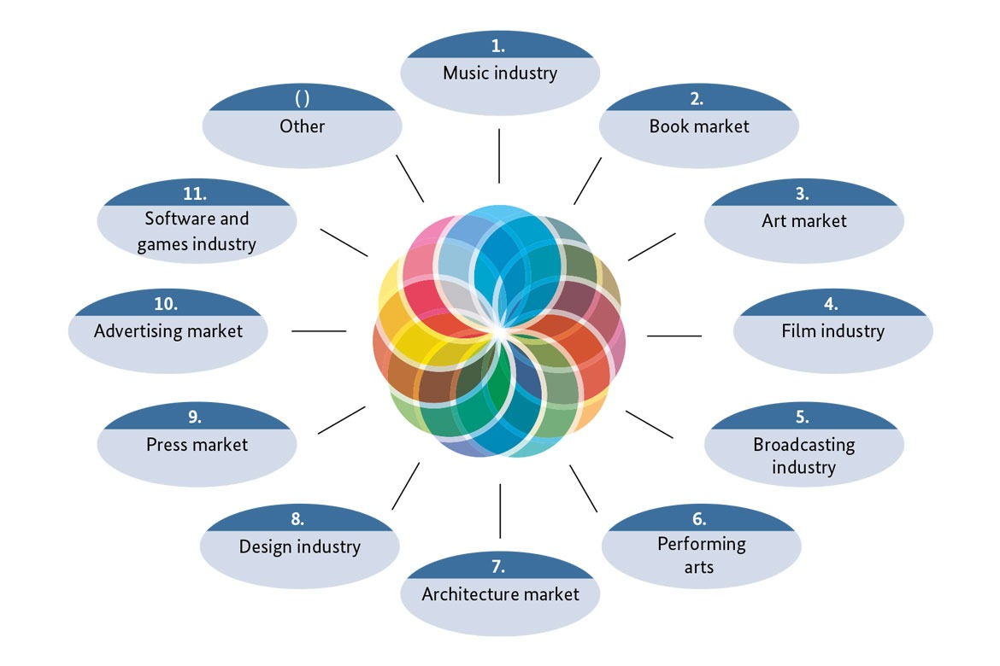 1.
Music industry
2.
Book market
3.
Art market
4.
Film industry
5.
Broadcasting
industry
6.
Performing
arts
7.
Architecture market
8.
Design industry
9.
Press market
10.
Advertising market
11.
Software and
games industry
( )
Other